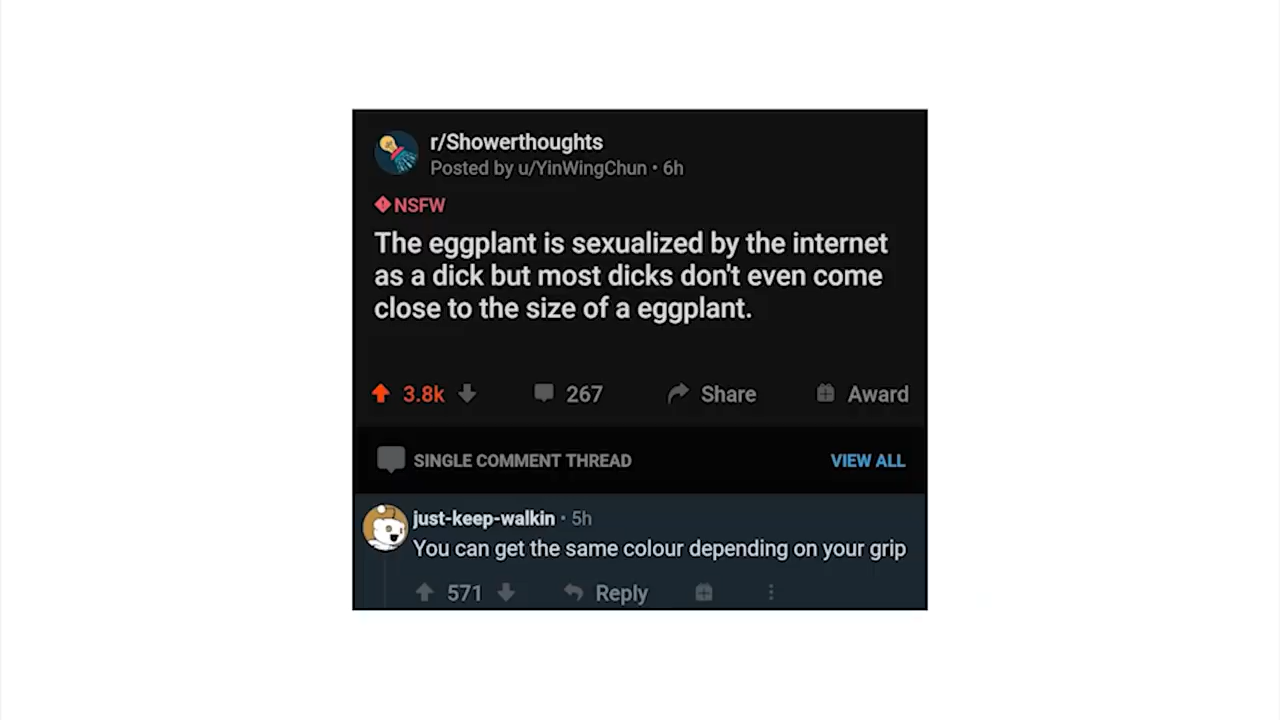 r/Showerthoughts
Posted by u/YinWingChun • 6h
NSFW
The eggplant is sexualized by the internet
as a dick but most dicks don't even come
close to the size of a eggplant.
3.8k 267 Share Award
SINGLE COMMENT THREAD VIEW ALL
just-keep-walkin • 5h
You can get the same colour depending on your grip
571 Reply